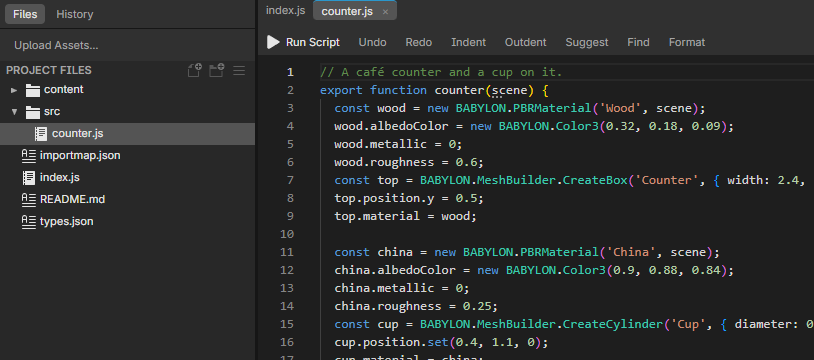 Files History
Upload Assets...
PROJECT FILES
content
src
counter.js
importmap.json
index.js
README.md
types.json
index.js counter.js ×
Run Script Undo Redo Indent Outdent Suggest Find Format
1 // A café counter and a cup on it.
2 export function counter(scene) {
3 const wood = new BABYLON.PBRMaterial('Wood', scene);
4 wood.albedoColor = new BABYLON.Color3(0.32, 0.18, 0.09);
5 wood.metallic = 0;
6 wood.roughness = 0.6;
7 const top = BABYLON.MeshBuilder.CreateBox('Counter', { width: 2.4,
8 top.position.y = 0.5;
9 top.material = wood;
10
11 const china = new BABYLON.PBRMaterial('China', scene);
12 china.albedoColor = new BABYLON.Color3(0.9, 0.88, 0.84);
13 china.metallic = 0;
14 china.roughness = 0.25;
15 const cup = BABYLON.MeshBuilder.CreateCylinder('Cup', { diameter: 0
16 cup.position.set(0.4, 1.1, 0);
17 cup.material = china;